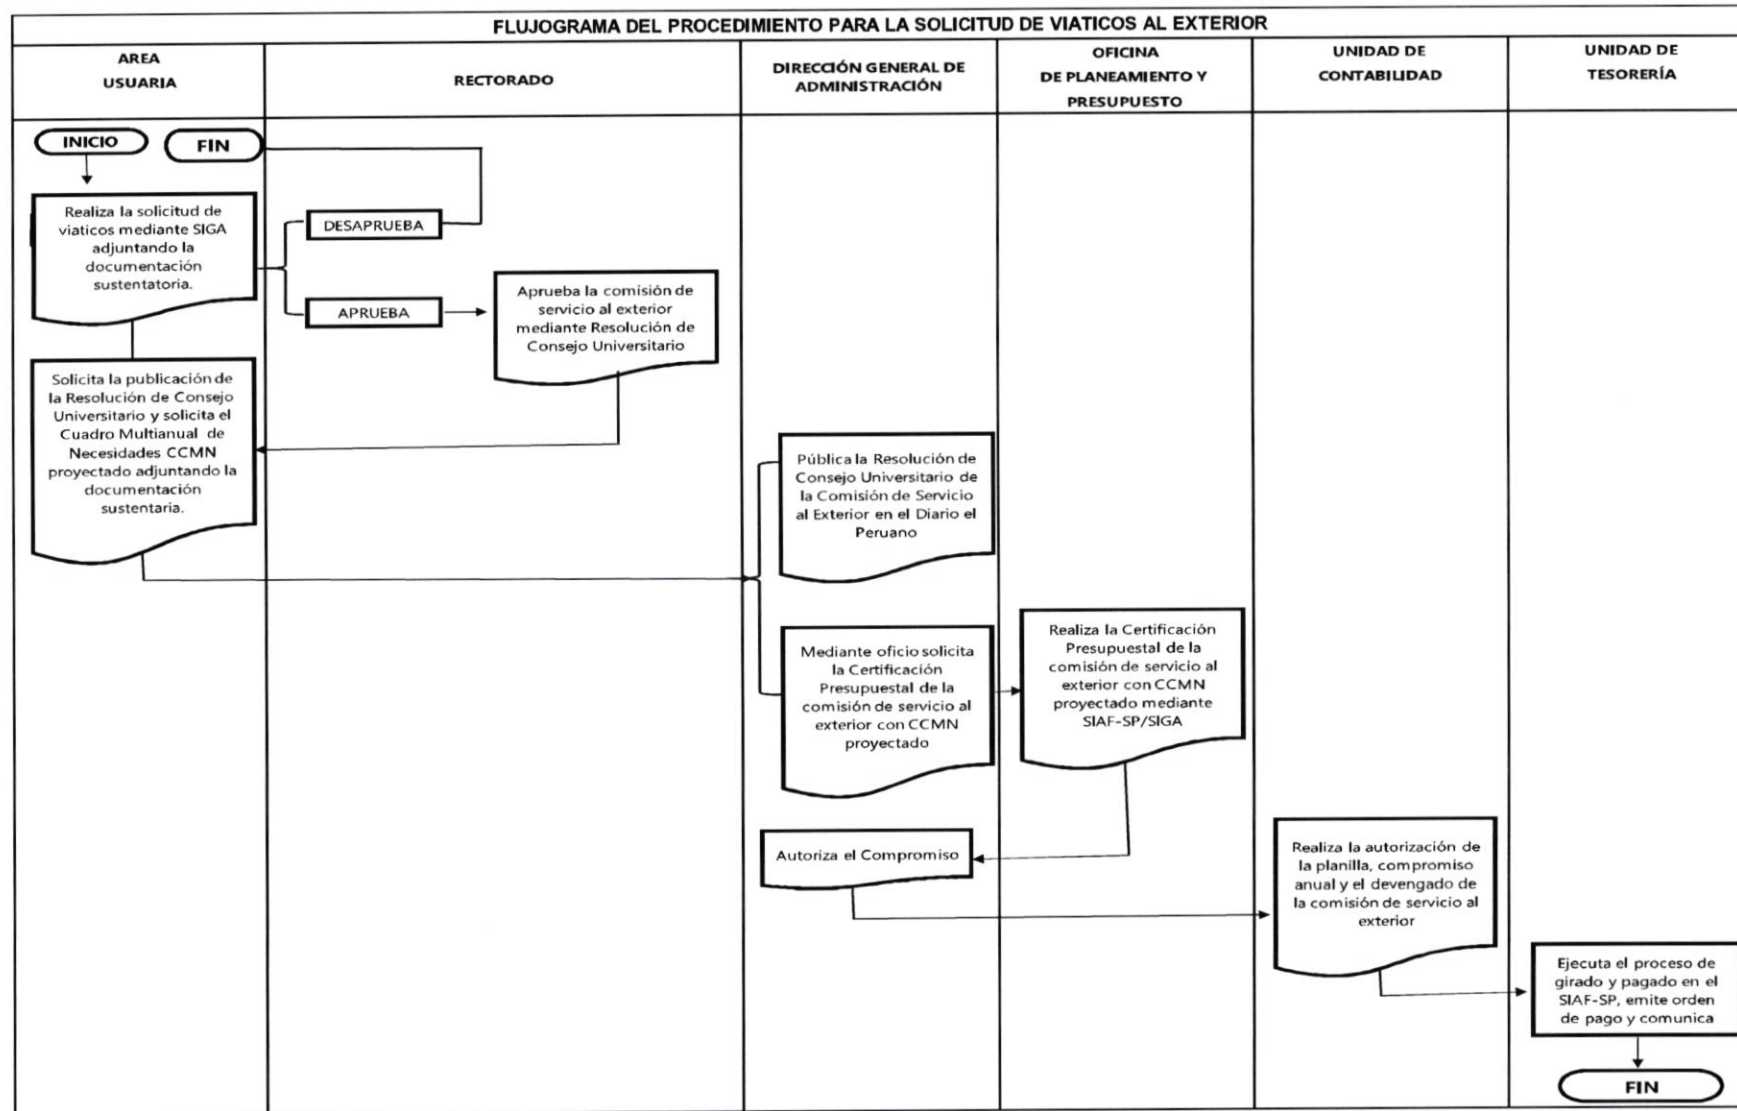 FLUJOGRAMA DEL PROCEDIMIENTO PARA LA SOLICITUD DE VIATICOS AL EXTERIOR
AREA
USUARIA
RECTORADO
DIRECCIÓN GENERAL DE
ADMINISTRACIÓN
OFICINA
DE PLANEAMIENTO Y
PRESUPUESTO
UNIDAD DE
CONTABILIDAD
UNIDAD DE
TESORERÍA
INICIO
FIN
Realiza la solicitud de
viaticos mediante SIGA
adjuntando la
documentación
sustentatoria.
DESAPRUEBA
APRUEBA
Aprueba la comisión de
servicio al exterior
mediante Resolución de
Consejo Universitario
Solicita la publicación de
la Resolución de Consejo
Universitario y solicita el
Cuadro Multianual de
Necesidades CCMN
proyectado adjuntando la
documentación
sustentaria.
Pública la Resolución de
Consejo Universitario de
la Comisión de Servicio
al Exterior en el Diario el
Peruano
Mediante oficio solicita
la Certificación
Presupuestal de la
comisión de servicio al
exterior con CCMN
proyectado
Realiza la Certificación
Presupuestal de la
comisión de servicio al
exterior con CCMN
proyectado mediante
SIAF-SP/SIGA
Autoriza el Compromiso
Realiza la autorización de
la planilla, compromiso
anual y el devengado de
la comisión de servicio al
exterior
Ejecuta el proceso de
girado y pagado en el
SIAF-SP, emite orden
de pago y comunica
FIN